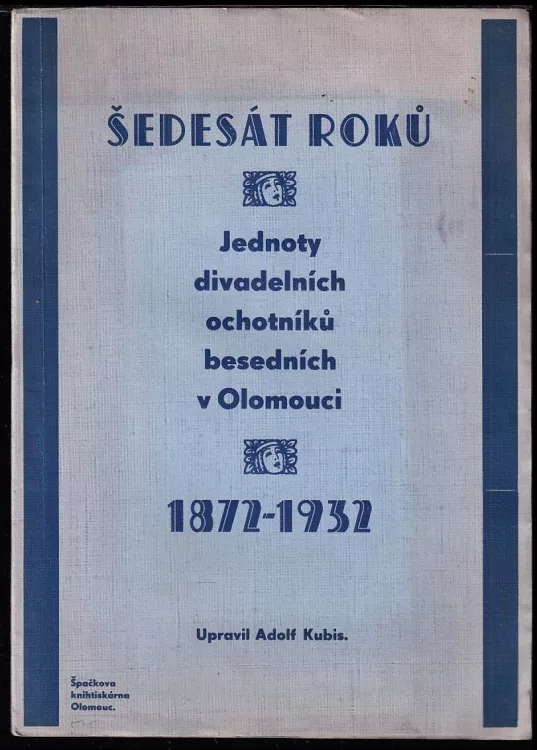 ŠEDESÁT ROKŮ
Jednoty
divadelních
ochotníků
besedních
v Olomouci
1872-1932
Upravil Adolf Kubis.
Špačkova
knihtiskárna
Olomouc.